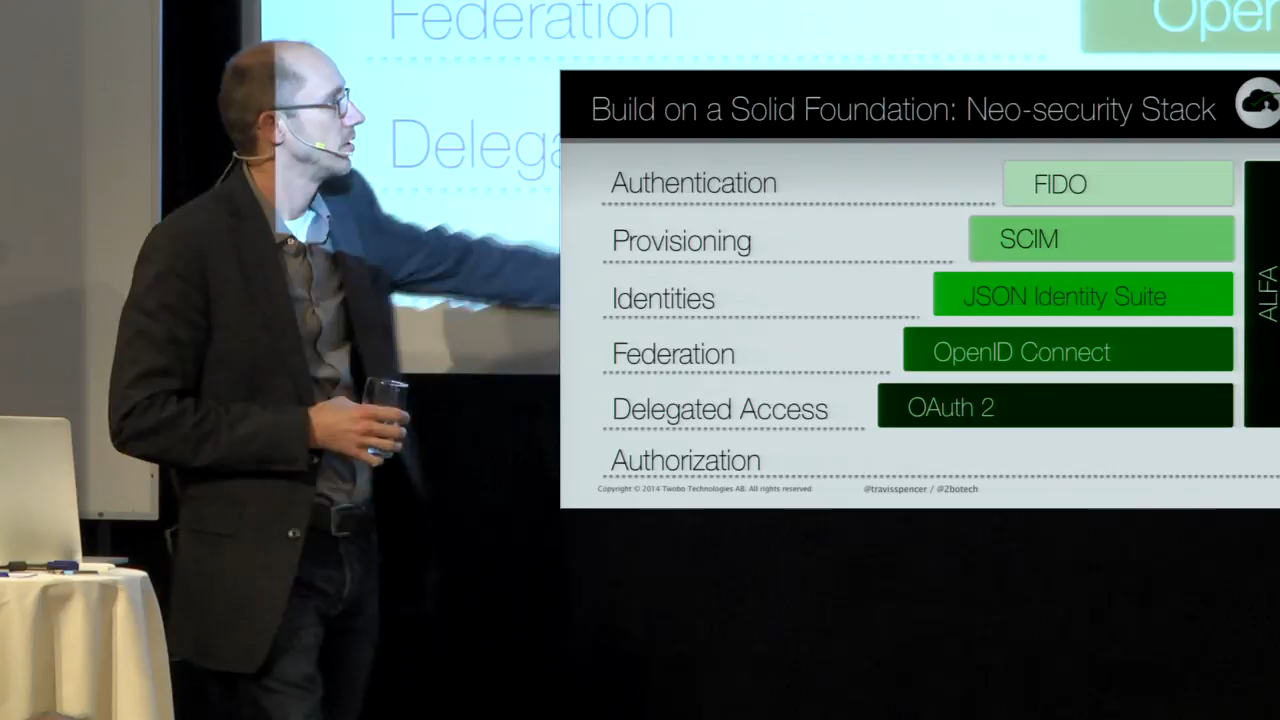 Federation
Open
Delega
Build on a Solid Foundation: Neo-security Stack
Authentication
FIDO
Provisioning
SCIM
Identities
JSON Identity Suite
Federation
OpenID Connect
Delegated Access
OAuth 2
Authorization
ALFA
Copyright © 2014 Twobo Technologies AB. All rights reserved
@travisspencer / @2botech